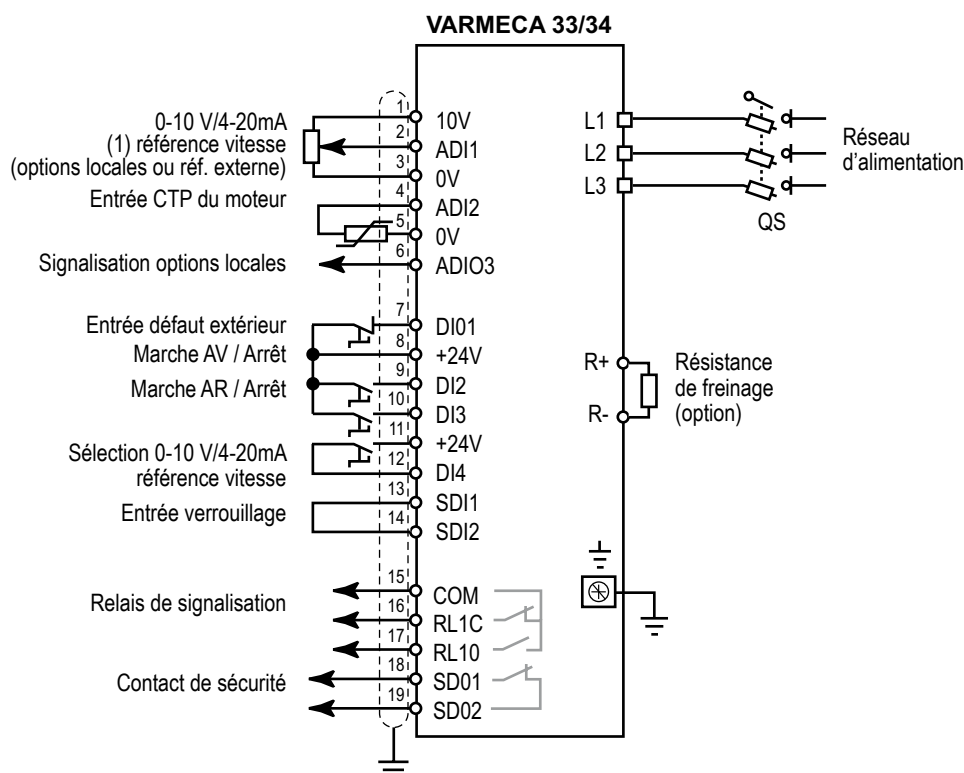 VARMECA 33/34
0-10 V/4-20mA
(1) référence vitesse
(options locales ou réf. externe)
Entrée CTP du moteur
Signalisation options locales
Entrée défaut extérieur
Marche AV / Arrêt
Marche AR / Arrêt
Sélection 0-10 V/4-20mA
référence vitesse
Entrée verrouillage
Relais de signalisation
Contact de sécurité
1 10V
2 ADI1
3 0V
4 ADI2
5 0V
6 ADIO3
7 DI01
8 +24V
9 DI2
10 DI3
11 +24V
12 DI4
13 SDI1
14 SDI2
15 COM
16 RL1C
17 RL10
18 SD01
19 SD02
L1
L2
L3
QS
Réseau
d'alimentation
R+
R-
Résistance
de freinage
(option)